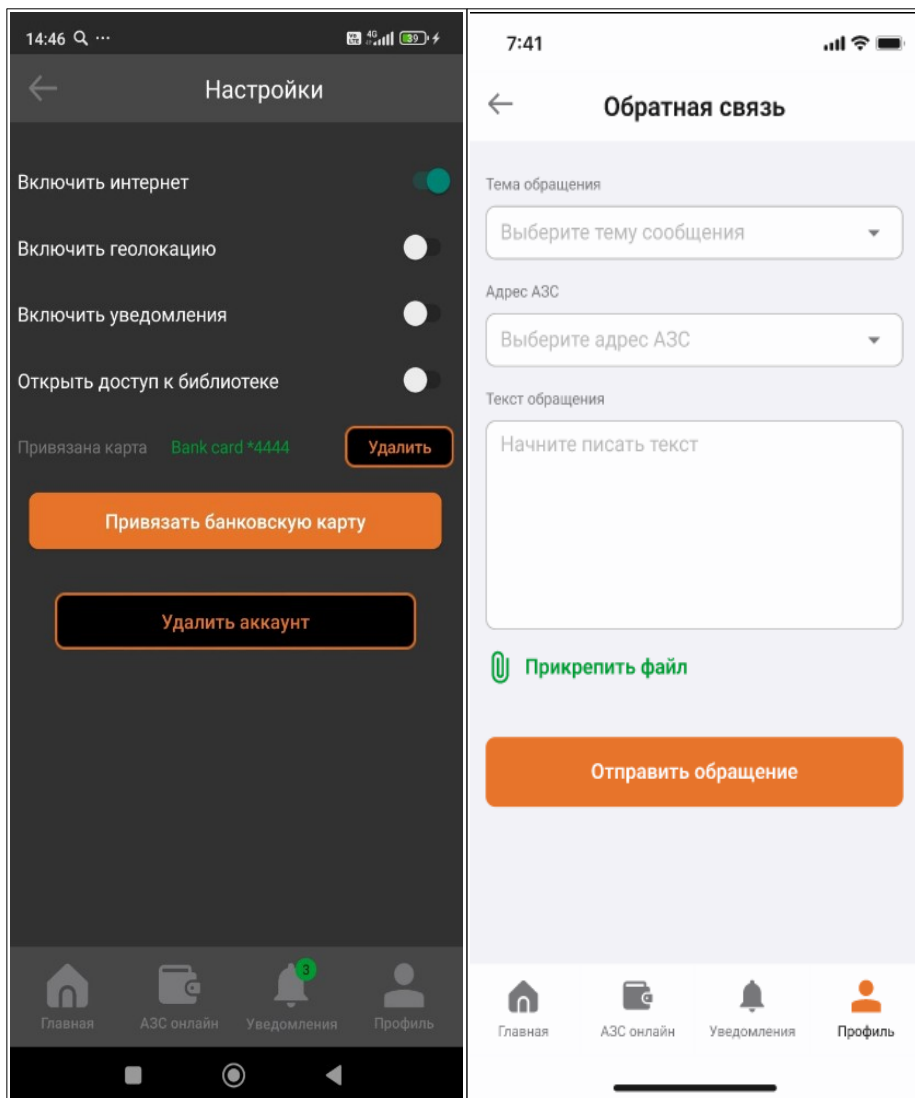 14:46
4G 39
Настройки
Включить интернет
Включить геолокацию
Включить уведомления
Открыть доступ к библиотеке
Привязана карта Bank card *4444 Удалить
Привязать банковскую карту
Удалить аккаунт
3
Главная АЗС онлайн Уведомления Профиль
7:41
Обратная связь
Тема обращения
Выберите тему сообщения
Адрес АЗС
Выберите адрес АЗС
Текст обращения
Начните писать текст
Прикрепить файл
Отправить обращение
Главная АЗС онлайн Уведомления Профиль